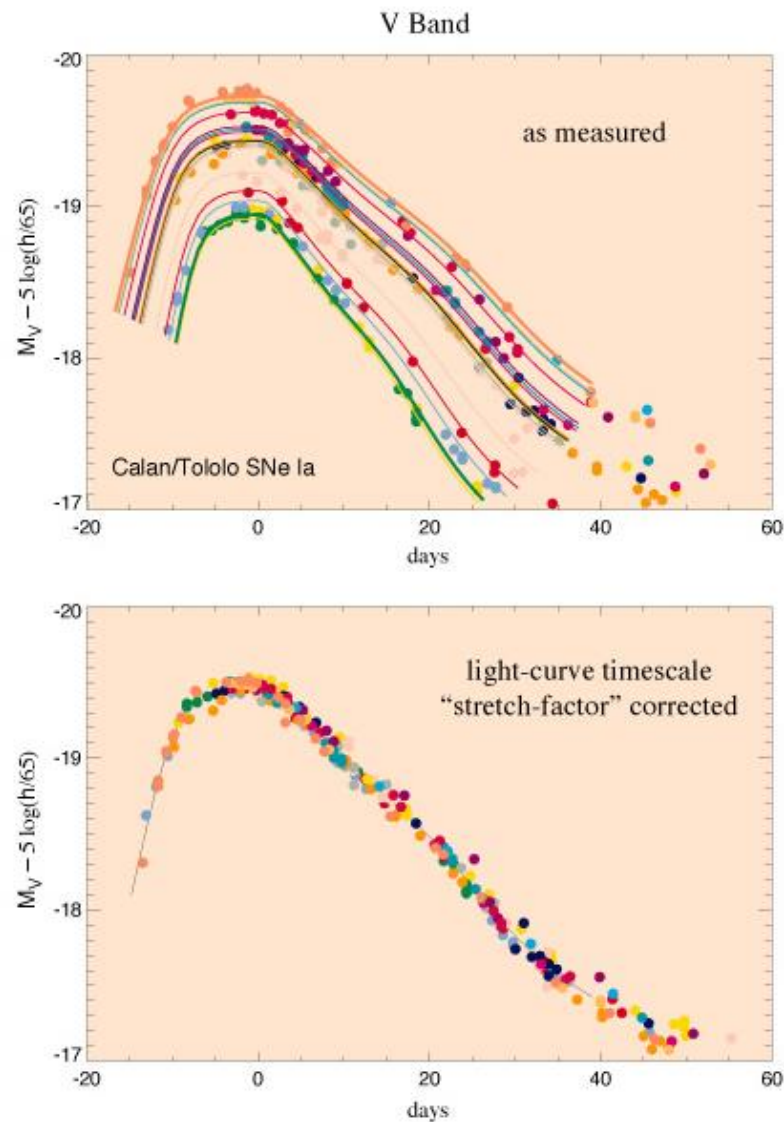 V Band
-20
as measured
-19
M_V – 5 log(h/65)
-18
Calan/Tololo SNe Ia
-17
-20 0 20 40 60
days
-20
light-curve timescale
“stretch-factor” corrected
-19
M_V – 5 log(h/65)
-18
-17
-20 0 20 40 60
days